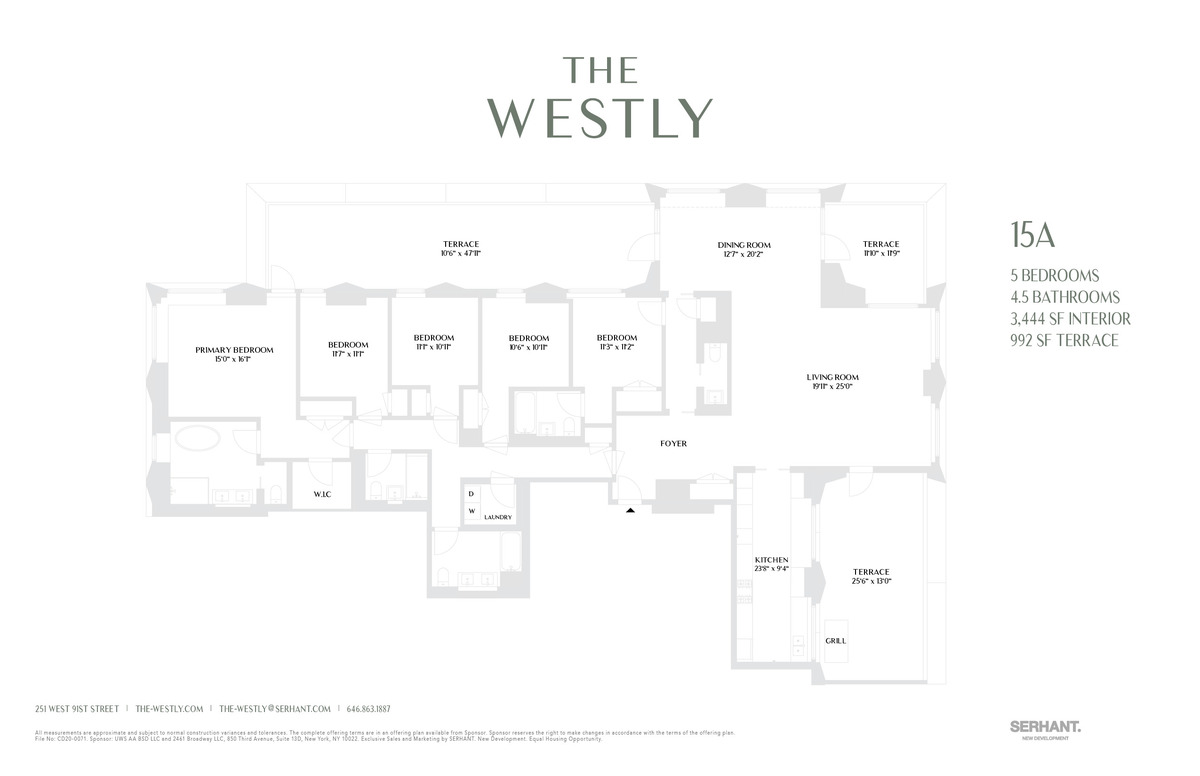 THE
WESTLY
15A
5 BEDROOMS
4.5 BATHROOMS
3,444 SF INTERIOR
992 SF TERRACE
TERRACE
10'6" x 47'11"
DINING ROOM
12'7" x 20'2"
TERRACE
11'10" x 11'9"
PRIMARY BEDROOM
15'0" x 16'1"
BEDROOM
11'7" x 11'1"
BEDROOM
11'1" x 10'11"
BEDROOM
10'6" x 10'11"
BEDROOM
11'3" x 11'2"
LIVING ROOM
19'11" x 25'0"
FOYER
W.I.C
D
W
LAUNDRY
KITCHEN
23'8" x 9'4"
TERRACE
25'6" x 13'0"
GRILL
251 WEST 91ST STREET | THE-WESTLY.COM | THE-WESTLY@SERHANT.COM | 646.863.1887
All measurements are approximate and subject to normal construction variances and tolerances. The complete offering terms are in an offering plan available from Sponsor. Sponsor reserves the right to make changes in accordance with the terms of the offering plan.
File No: CD20-0071. Sponsor: UWS AA BSD LLC and 2461 Broadway LLC, 850 Third Avenue, Suite 13D, New York, NY 10022. Exclusive Sales and Marketing by SERHANT. New Development. Equal Housing Opportunity.
SERHANT.
NEW DEVELOPMENT